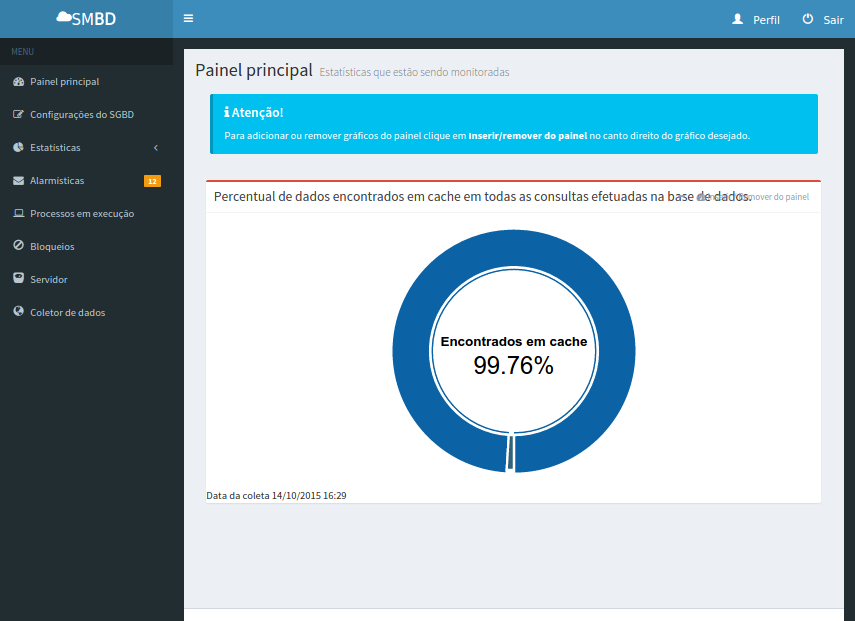 SMBD
Perfil
Sair
MENU
Painel principal
Configurações do SGBD
Estatísticas
Alarmísticas
12
Processos em execução
Bloqueios
Servidor
Coletor de dados
Painel principal Estatísticas que estão sendo monitoradas
Atenção!
Para adicionar ou remover gráficos do painel clique em Inserir/remover do painel no canto direito do gráfico desejado.
Percentual de dados encontrados em cache em todas as consultas efetuadas na base de dados.
remover do painel
Encontrados em cache
99.76%
Data da coleta 14/10/2015 16:29